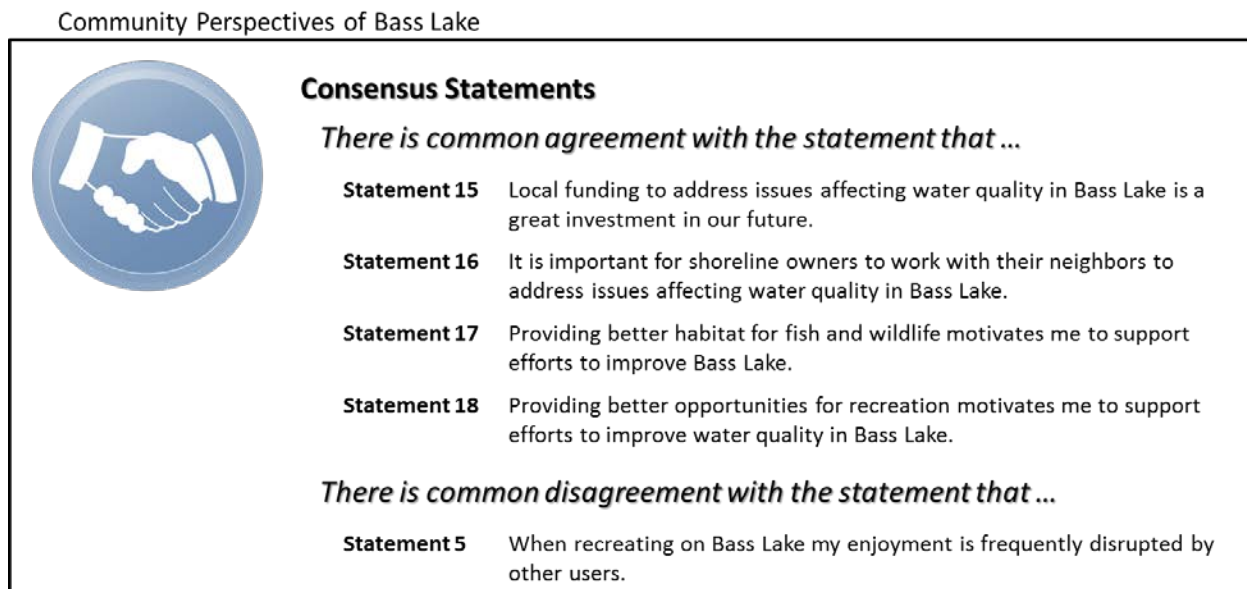 Community Perspectives of Bass Lake
Consensus Statements
There is common agreement with the statement that ...
Statement 15 Local funding to address issues affecting water quality in Bass Lake is a
great investment in our future.
Statement 16 It is important for shoreline owners to work with their neighbors to
address issues affecting water quality in Bass Lake.
Statement 17 Providing better habitat for fish and wildlife motivates me to support
efforts to improve Bass Lake.
Statement 18 Providing better opportunities for recreation motivates me to support
efforts to improve water quality in Bass Lake.
There is common disagreement with the statement that ...
Statement 5 When recreating on Bass Lake my enjoyment is frequently disrupted by
other users.